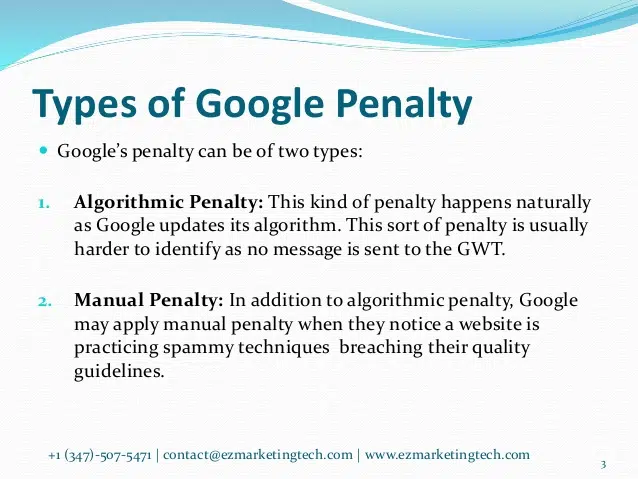 Types of Google Penalty
Google's penalty can be of two types:
1. Algorithmic Penalty: This kind of penalty happens naturally
as Google updates its algorithm. This sort of penalty is usually
harder to identify as no message is sent to the GWT.
2. Manual Penalty: In addition to algorithmic penalty, Google
may apply manual penalty when they notice a website is
practicing spammy techniques breaching their quality
guidelines.
+1 (347)-507-5471 | contact@ezmarketingtech.com | www.ezmarketingtech.com
3